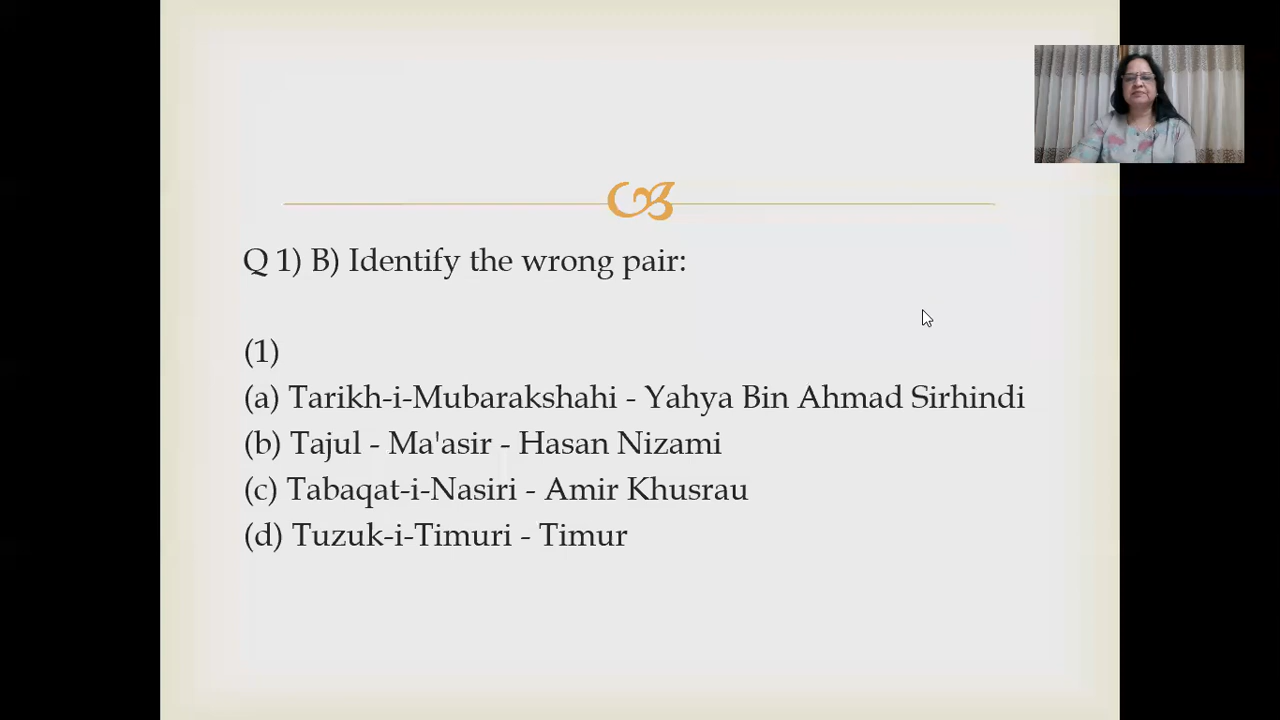 Q 1) B) Identify the wrong pair:
(1)
(a) Tarikh-i-Mubarakshahi - Yahya Bin Ahmad Sirhindi
(b) Tajul - Ma'asir - Hasan Nizami
(c) Tabaqat-i-Nasiri - Amir Khusrau
(d) Tuzuk-i-Timuri - Timur